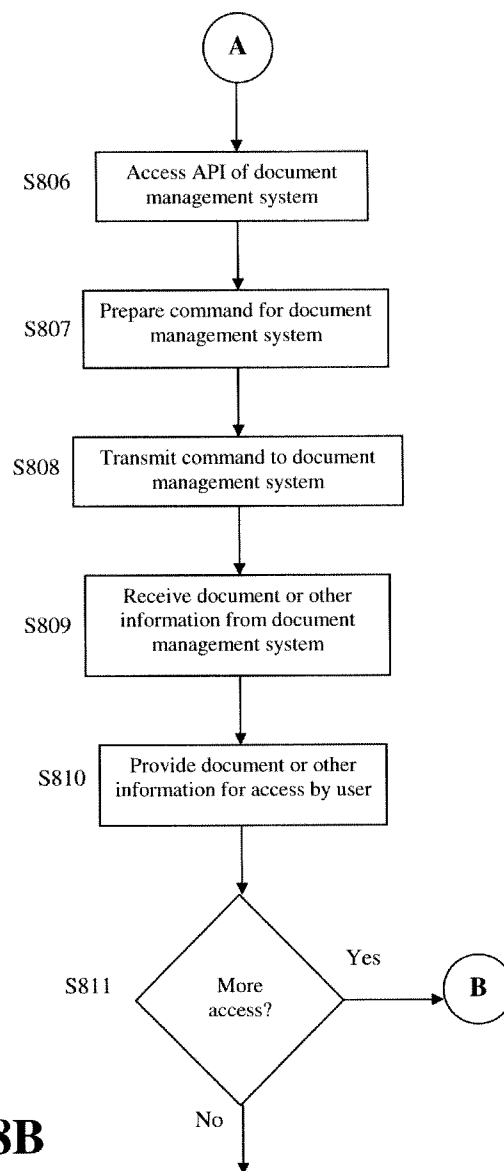 A
S806
Access API of document
management system
S807
Prepare command for document
management system
S808
Transmit command to document
management system
S809
Receive document or other
information from document
management system
S810
Provide document or other
information for access by user
S811
More
access?
Yes
B
No
8B